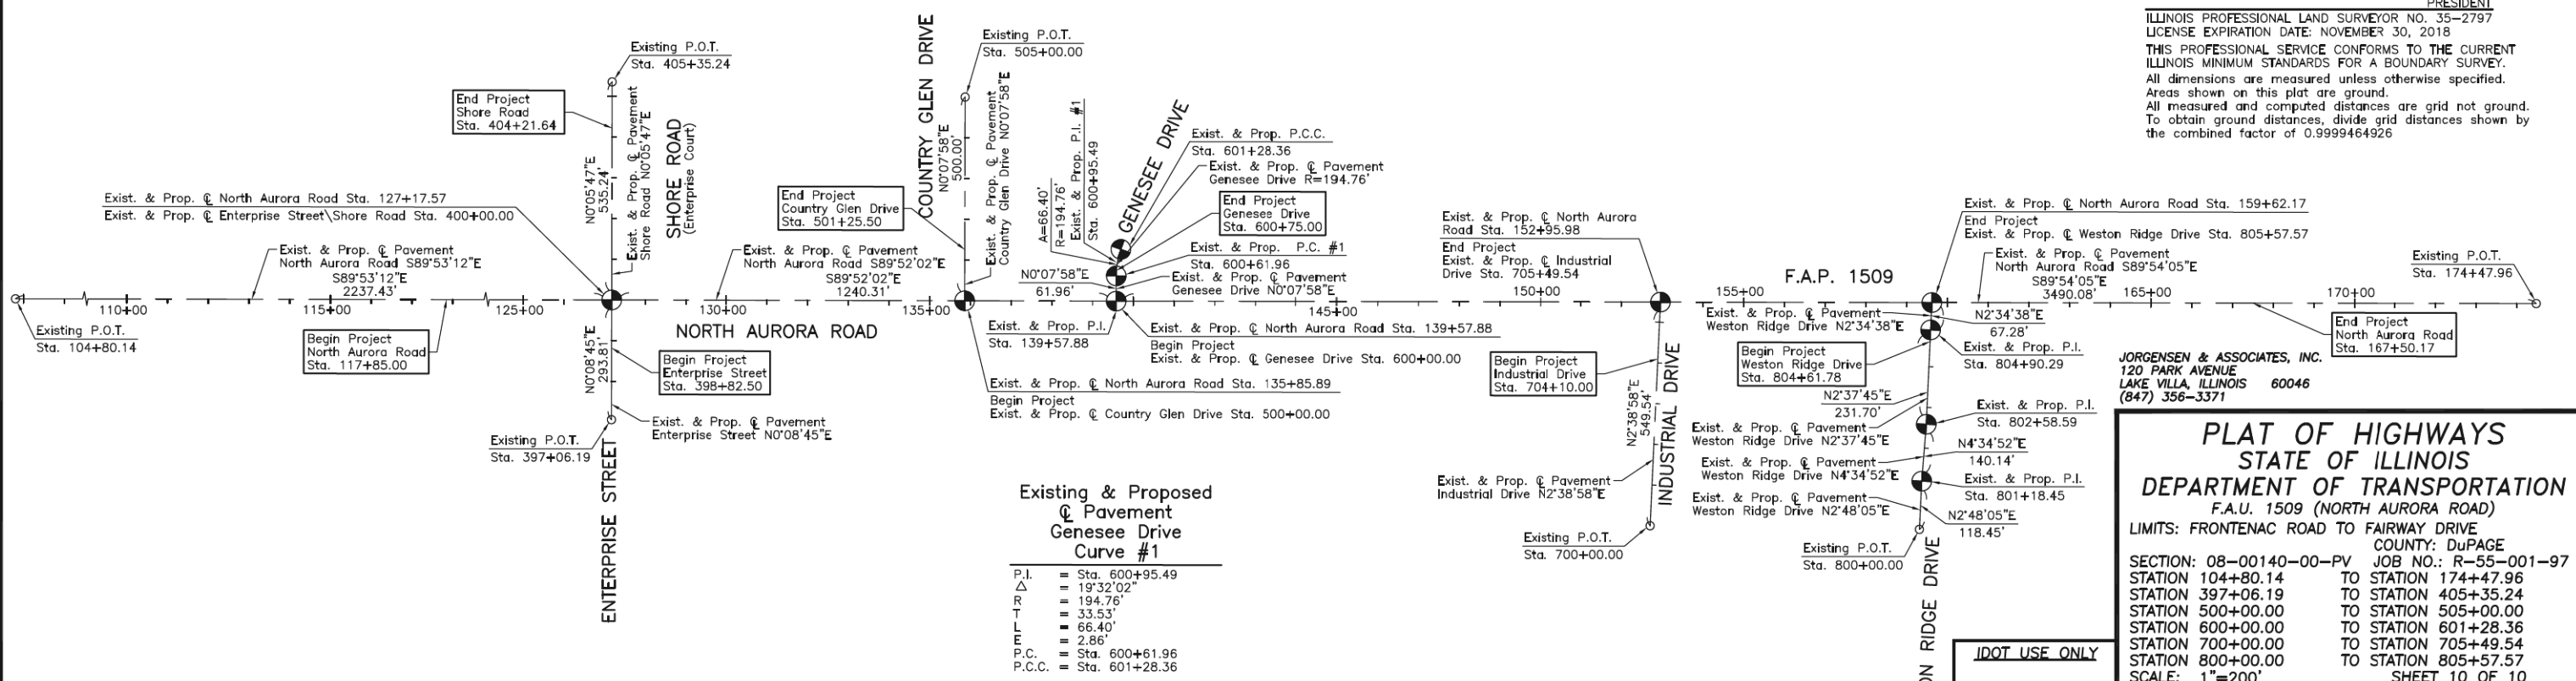 PRESIDENT
ILLINOIS PROFESSIONAL LAND SURVEYOR NO. 35-2797
LICENSE EXPIRATION DATE: NOVEMBER 30, 2018
THIS PROFESSIONAL SERVICE CONFORMS TO THE CURRENT
ILLINOIS MINIMUM STANDARDS FOR A BOUNDARY SURVEY.
All dimensions are measured unless otherwise specified.
Areas shown on this plat are ground.
All measured and computed distances are grid not ground.
To obtain ground distances, divide grid distances shown by
the combined factor of 0.9999464926
Existing P.O.T.
Sta. 405+35.24
End Project
Shore Road
Sta. 404+21.64
N0°05'47"E
535.24'
Exist. & Prop. ℄ Pavement
Shore Road N0°05'47"E
SHORE ROAD
(Enterprise Court)
Exist. & Prop. ℄ North Aurora Road Sta. 127+17.57
Exist. & Prop. ℄ Enterprise Street\Shore Road Sta. 400+00.00
Exist. & Prop. ℄ Pavement
North Aurora Road S89°53'12"E
S89°53'12"E
2237.43'
Existing P.O.T.
Sta. 104+80.14
110+00
115+00
125+00
130+00
135+00
145+00
150+00
155+00
165+00
170+00
Begin Project
North Aurora Road
Sta. 117+85.00
N0°08'45"E
293.81'
Begin Project
Enterprise Street
Sta. 398+82.50
Exist. & Prop. ℄ Pavement
Enterprise Street N0°08'45"E
Existing P.O.T.
Sta. 397+06.19
ENTERPRISE STREET
Exist. & Prop. ℄ Pavement
North Aurora Road S89°52'02"E
S89°52'02"E
1240.31'
NORTH AURORA ROAD
COUNTRY GLEN DRIVE
N0°07'58"E
500.00'
Existing P.O.T.
Sta. 505+00.00
End Project
Country Glen Drive
Sta. 501+25.50
Exist. & Prop. ℄ Pavement
Country Glen Drive N0°07'58"E
A=66.40'
R=194.76'
Exist. & Prop. P.I. #1
Sta. 600+95.49
GENESEE DRIVE
Exist. & Prop. P.C.C.
Sta. 601+28.36
Exist. & Prop. ℄ Pavement
Genesee Drive R=194.76'
End Project
Genesee Drive
Sta. 600+75.00
Exist. & Prop. P.C. #1
Sta. 600+61.96
Exist. & Prop. ℄ Pavement
Genesee Drive N0°07'58"E
N0°07'58"E
61.96'
Exist. & Prop. P.I.
Sta. 139+57.88
Exist. & Prop. ℄ North Aurora Road Sta. 139+57.88
Begin Project
Exist. & Prop. ℄ Genesee Drive Sta. 600+00.00
Exist. & Prop. ℄ North Aurora Road Sta. 135+85.89
Begin Project
Exist. & Prop. ℄ Country Glen Drive Sta. 500+00.00
Existing & Proposed
℄ Pavement
Genesee Drive
Curve #1
P.I. = Sta. 600+95.49
△ = 19°32'02"
R = 194.76'
T = 33.53'
L = 66.40'
E = 2.86'
P.C. = Sta. 600+61.96
P.C.C. = Sta. 601+28.36
Exist. & Prop. ℄ North Aurora
Road Sta. 152+95.98
End Project
Exist. & Prop. ℄ Industrial
Drive Sta. 705+49.54
Begin Project
Industrial Drive
Sta. 704+10.00
N2°38'58"E
549.54'
INDUSTRIAL DRIVE
Exist. & Prop. ℄ Pavement
Industrial Drive N2°38'58"E
Existing P.O.T.
Sta. 700+00.00
F.A.P. 1509
Exist. & Prop. ℄ North Aurora Road Sta. 159+62.17
End Project
Exist. & Prop. ℄ Weston Ridge Drive Sta. 805+57.57
Exist. & Prop. ℄ Pavement
North Aurora Road S89°54'05"E
S89°54'05"E
3490.08'
Existing P.O.T.
Sta. 174+47.96
Exist. & Prop. ℄ Pavement
Weston Ridge Drive N2°34'38"E
N2°34'38"E
67.28'
Begin Project
Weston Ridge Drive
Sta. 804+61.78
Exist. & Prop. P.I.
Sta. 804+90.29
N2°37'45"E
231.70'
Exist. & Prop. P.I.
Sta. 802+58.59
Exist. & Prop. ℄ Pavement
Weston Ridge Drive N2°37'45"E
N4°34'52"E
140.14'
Exist. & Prop. ℄ Pavement
Weston Ridge Drive N4°34'52"E
Exist. & Prop. P.I.
Sta. 801+18.45
Exist. & Prop. ℄ Pavement
Weston Ridge Drive N2°48'05"E
N2°48'05"E
118.45'
Existing P.O.T.
Sta. 800+00.00
ON RIDGE DRIVE
End Project
North Aurora Road
Sta. 167+50.17
JORGENSEN & ASSOCIATES, INC.
120 PARK AVENUE
LAKE VILLA, ILLINOIS 60046
(847) 356-3371
PLAT OF HIGHWAYS
STATE OF ILLINOIS
DEPARTMENT OF TRANSPORTATION
F.A.U. 1509 (NORTH AURORA ROAD)
LIMITS: FRONTENAC ROAD TO FAIRWAY DRIVE
COUNTY: DuPAGE
SECTION: 08-00140-00-PV JOB NO.: R-55-001-97
STATION 104+80.14 TO STATION 174+47.96
STATION 397+06.19 TO STATION 405+35.24
STATION 500+00.00 TO STATION 505+00.00
STATION 600+00.00 TO STATION 601+28.36
STATION 700+00.00 TO STATION 705+49.54
STATION 800+00.00 TO STATION 805+57.57
SCALE: 1"=200' SHEET 10 OF 10
IDOT USE ONLY